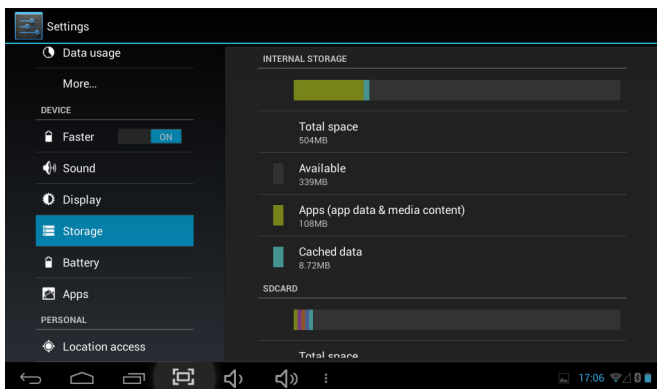 Settings
Data usage
More...
DEVICE
Faster ON
Sound
Display
Storage
Battery
Apps
PERSONAL
Location access
INTERNAL STORAGE
Total space
504MB
Available
339MB
Apps (app data & media content)
108MB
Cached data
8.72MB
SDCARD
Total space
17:06